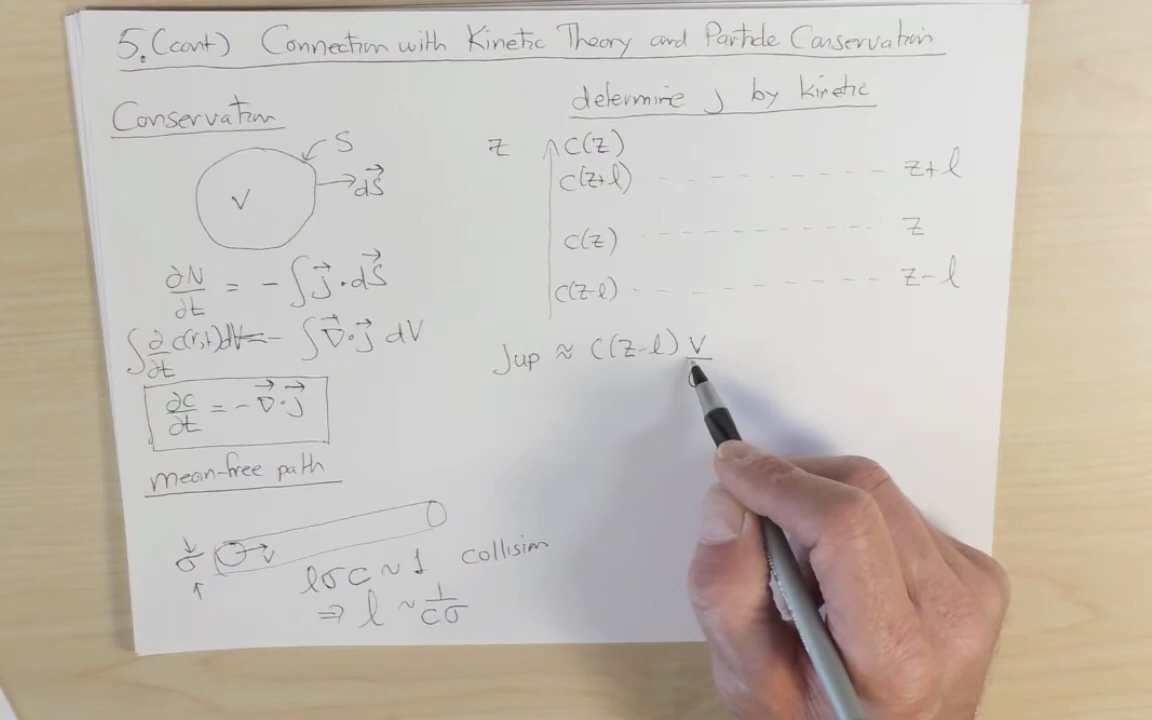 5. (cont) Connection with Kinetic Theory and Particle Conservation
Conservation
S
V
dS⃗
∂N/∂t = - ∫ j⃗ · dS⃗
∫ ∂/∂t c(r,t)dV = - ∫ ∇⃗ · j⃗ dV
∂c/∂t = - ∇⃗ · j⃗
mean-free path
σ
v
lσc ~ 1 collision
⇒ l ~ 1/cσ
determine j by kinetic
z
c(z)
c(z+l) z+l
c(z) z
c(z-l) z-l
Jup ≈ c(z-l) v